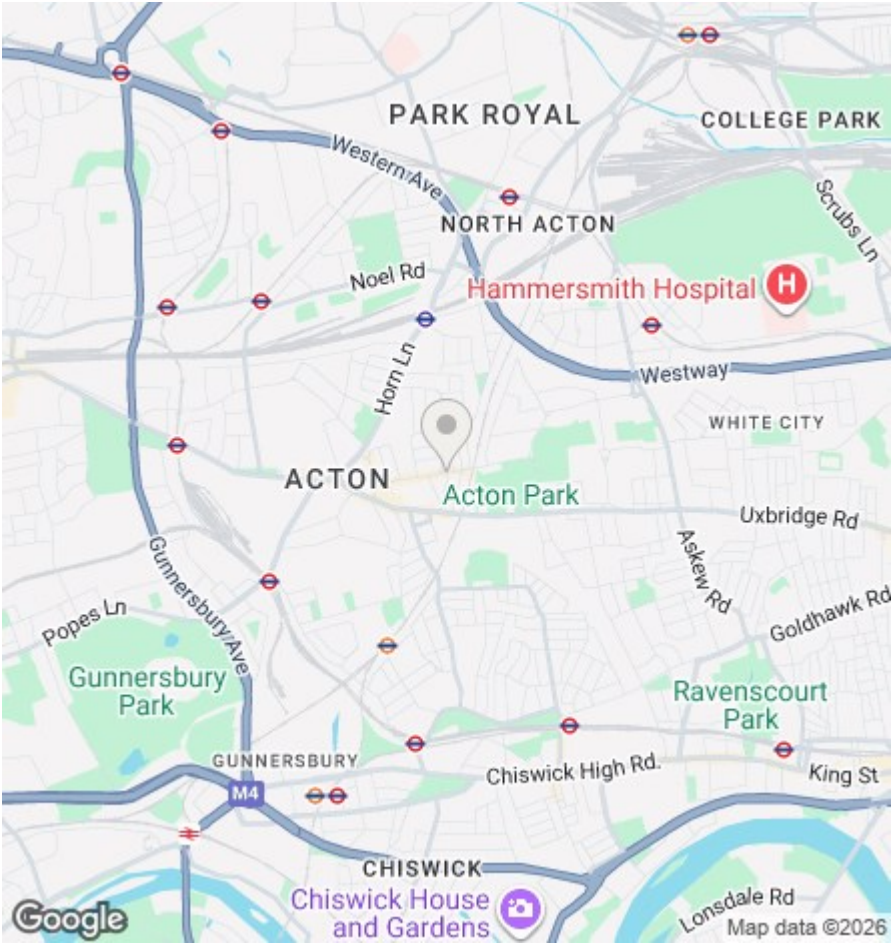 PARK ROYAL
COLLEGE PARK
Western Ave
Scrubs Ln
NORTH ACTON
Noel Rd
Hammersmith Hospital
H
Horn Ln
Westway
WHITE CITY
ACTON
Acton Park
Uxbridge Rd
Askew Rd
Gunnersbury Ave
Popes Ln
Goldhawk Rd
Gunnersbury
Park
Ravenscourt
Park
GUNNERSBURY
Chiswick High Rd.
King St
M4
CHISWICK
Chiswick House
and Gardens
Lonsdale Rd
Google
Map data ©2026